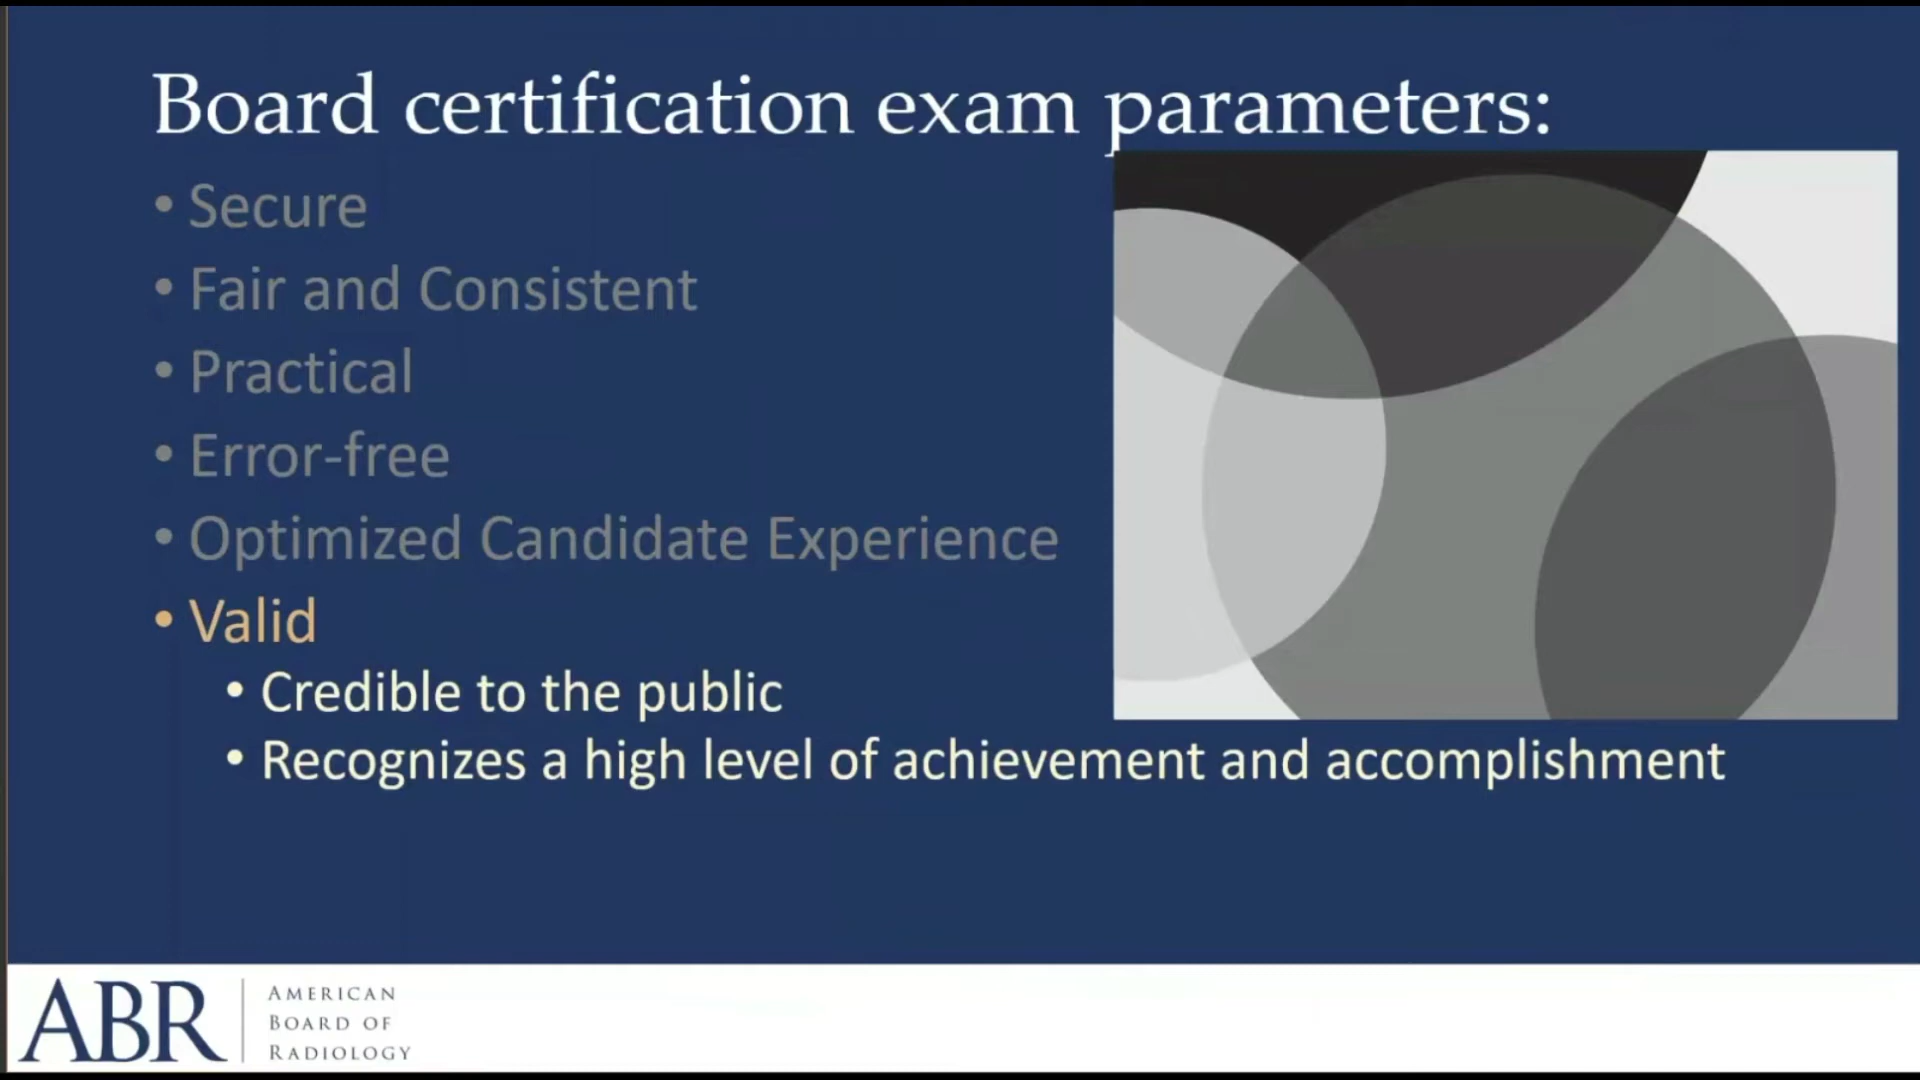 Board certification exam parameters:
• Secure
• Fair and Consistent
• Practical
• Error-free
• Optimized Candidate Experience
• Valid
• Credible to the public
• Recognizes a high level of achievement and accomplishment
ABR
AMERICAN
BOARD OF
RADIOLOGY